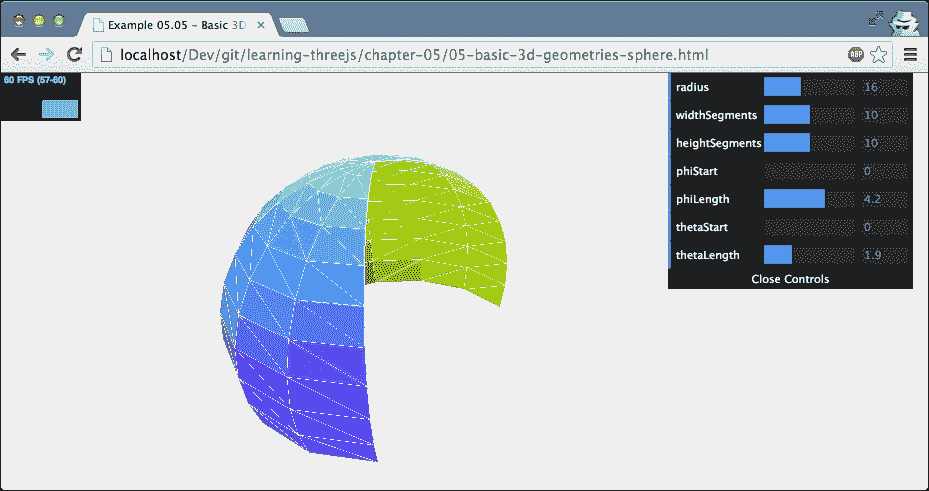 Example 05.05 - Basic 3D
localhost/Dev/git/learning-threejs/chapter-05/05-basic-3d-geometries-sphere.html
ABP
60 FPS (57-60)
radius 16
widthSegments 10
heightSegments 10
phiStart 0
phiLength 4.2
thetaStart 0
thetaLength 1.9
Close Controls